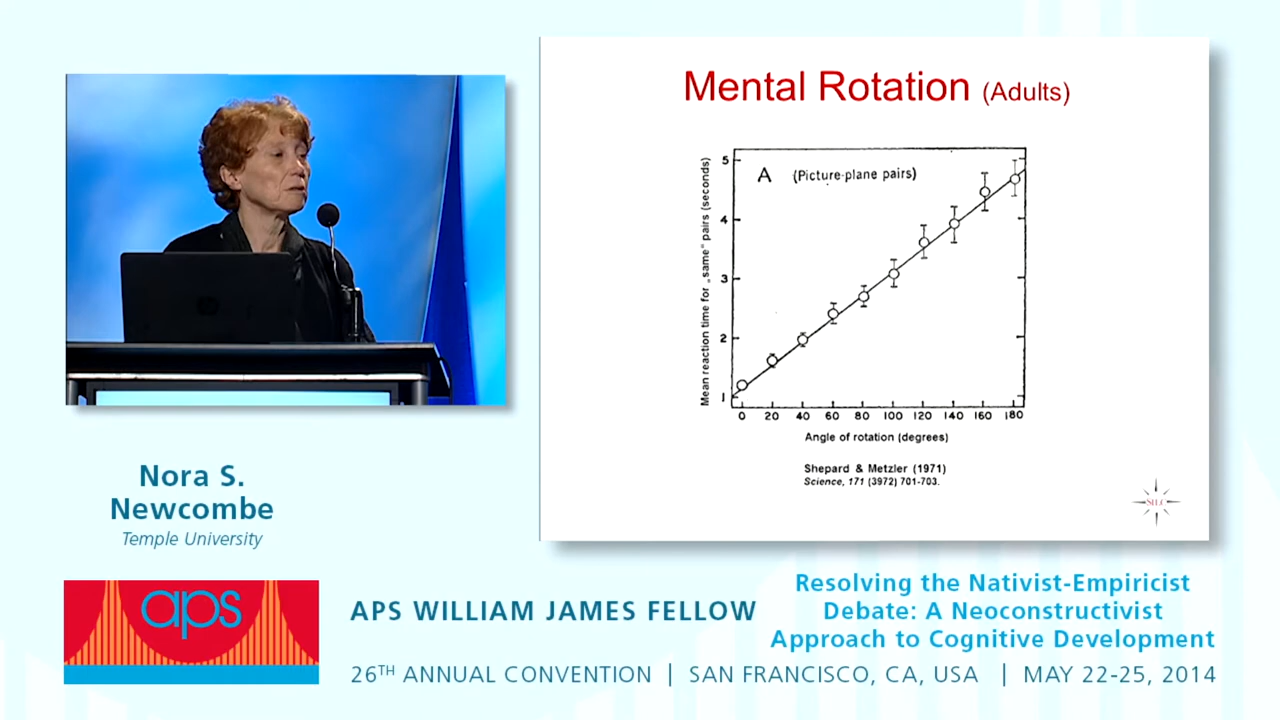 Mental Rotation (Adults)
Mean reaction time for „same" pairs (seconds)
5
4
3
2
1
A (Picture-plane pairs)
0 20 40 60 80 100 120 140 160 180
Angle of rotation (degrees)
Shepard & Metzler (1971)
Science, 171 (3972) 701-703.
SILC
Nora S.
Newcombe
Temple University
aps
APS WILLIAM JAMES FELLOW
Resolving the Nativist-Empiricist
Debate: A Neoconstructivist
Approach to Cognitive Development
26TH ANNUAL CONVENTION | SAN FRANCISCO, CA, USA | MAY 22-25, 2014